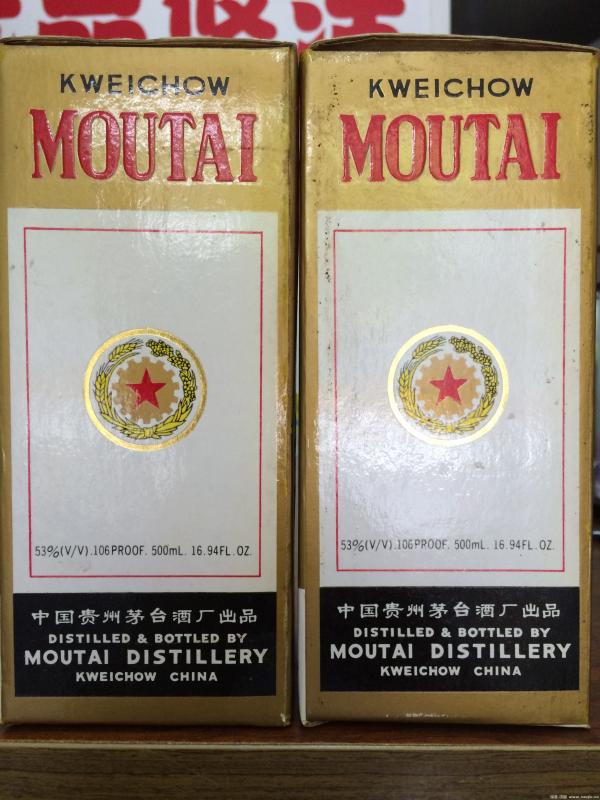 KWEICHOW
MOUTAI
53%(V/V).106PROOF. 500mL. 16.94FL.OZ.
中国贵州茅台酒厂出品
DISTILLED & BOTTLED BY
MOUTAI DISTILLERY
KWEICHOW CHINA
KWEICHOW
MOUTAI
53%(V/V).106PROOF. 500mL. 16.94FL.OZ.
中国贵州茅台酒厂出品
DISTILLED & BOTTLED BY
MOUTAI DISTILLERY
KWEICHOW CHINA